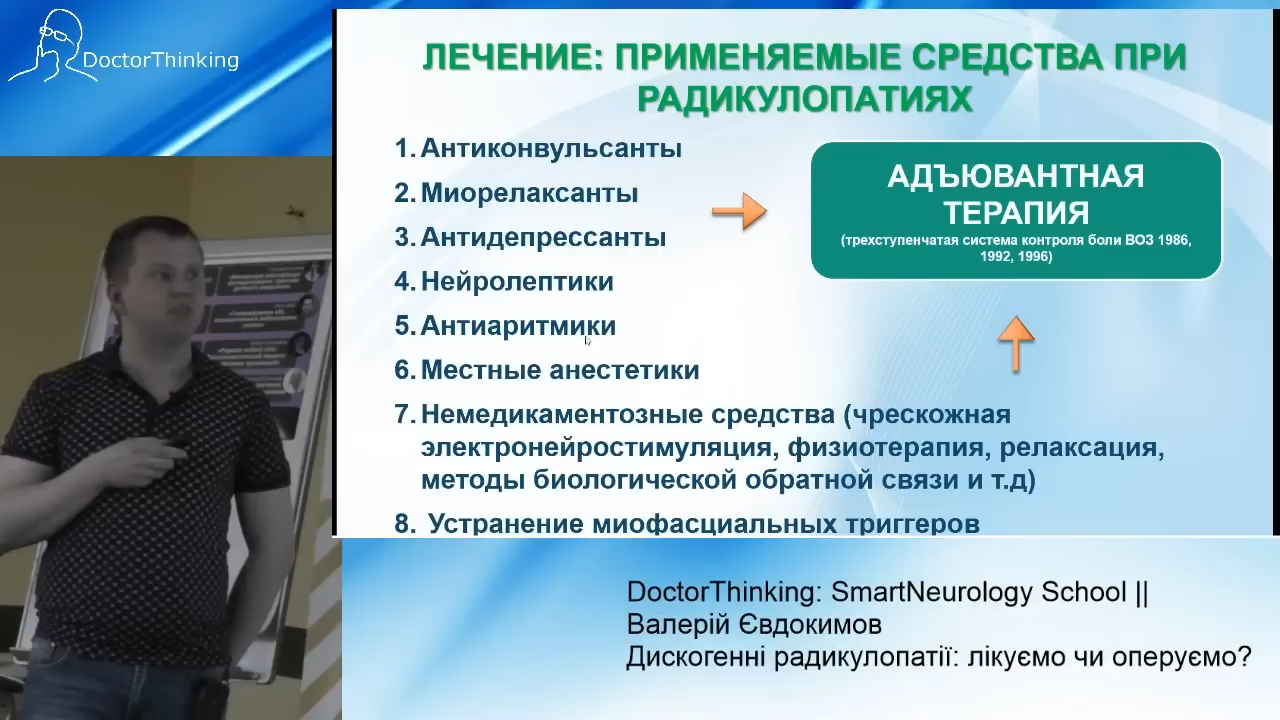 DoctorThinking
ЛЕЧЕНИЕ: ПРИМЕНЯЕМЫЕ СРЕДСТВА ПРИ
РАДИКУЛОПАТИЯХ
1. Антиконвульсанты
2. Миорелаксанты
3. Антидепрессанты
4. Нейролептики
5. Антиаритмики
6. Местные анестетики
7. Немедикаментозные средства (чрескожная
электронейростимуляция, физиотерапия, релаксация,
методы биологической обратной связи и т.д)
8. Устранение миофасциальных триггеров
АДЪЮВАНТНАЯ
ТЕРАПИЯ
(трехступенчатая система контроля боли ВОЗ 1986,
1992, 1996)
DoctorThinking: SmartNeurology School ||
Валерій Євдокимов
Дискогенні радикулопатії: лікуємо чи оперуємо?